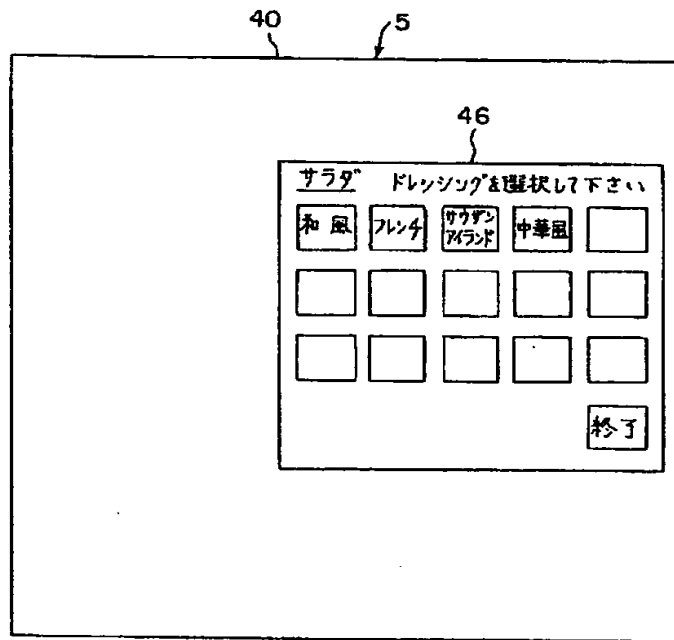 40 5
46
サラダ ドレッシングを選択して下さい
和風 フレンチ サウザンアイランド 中華風
終了